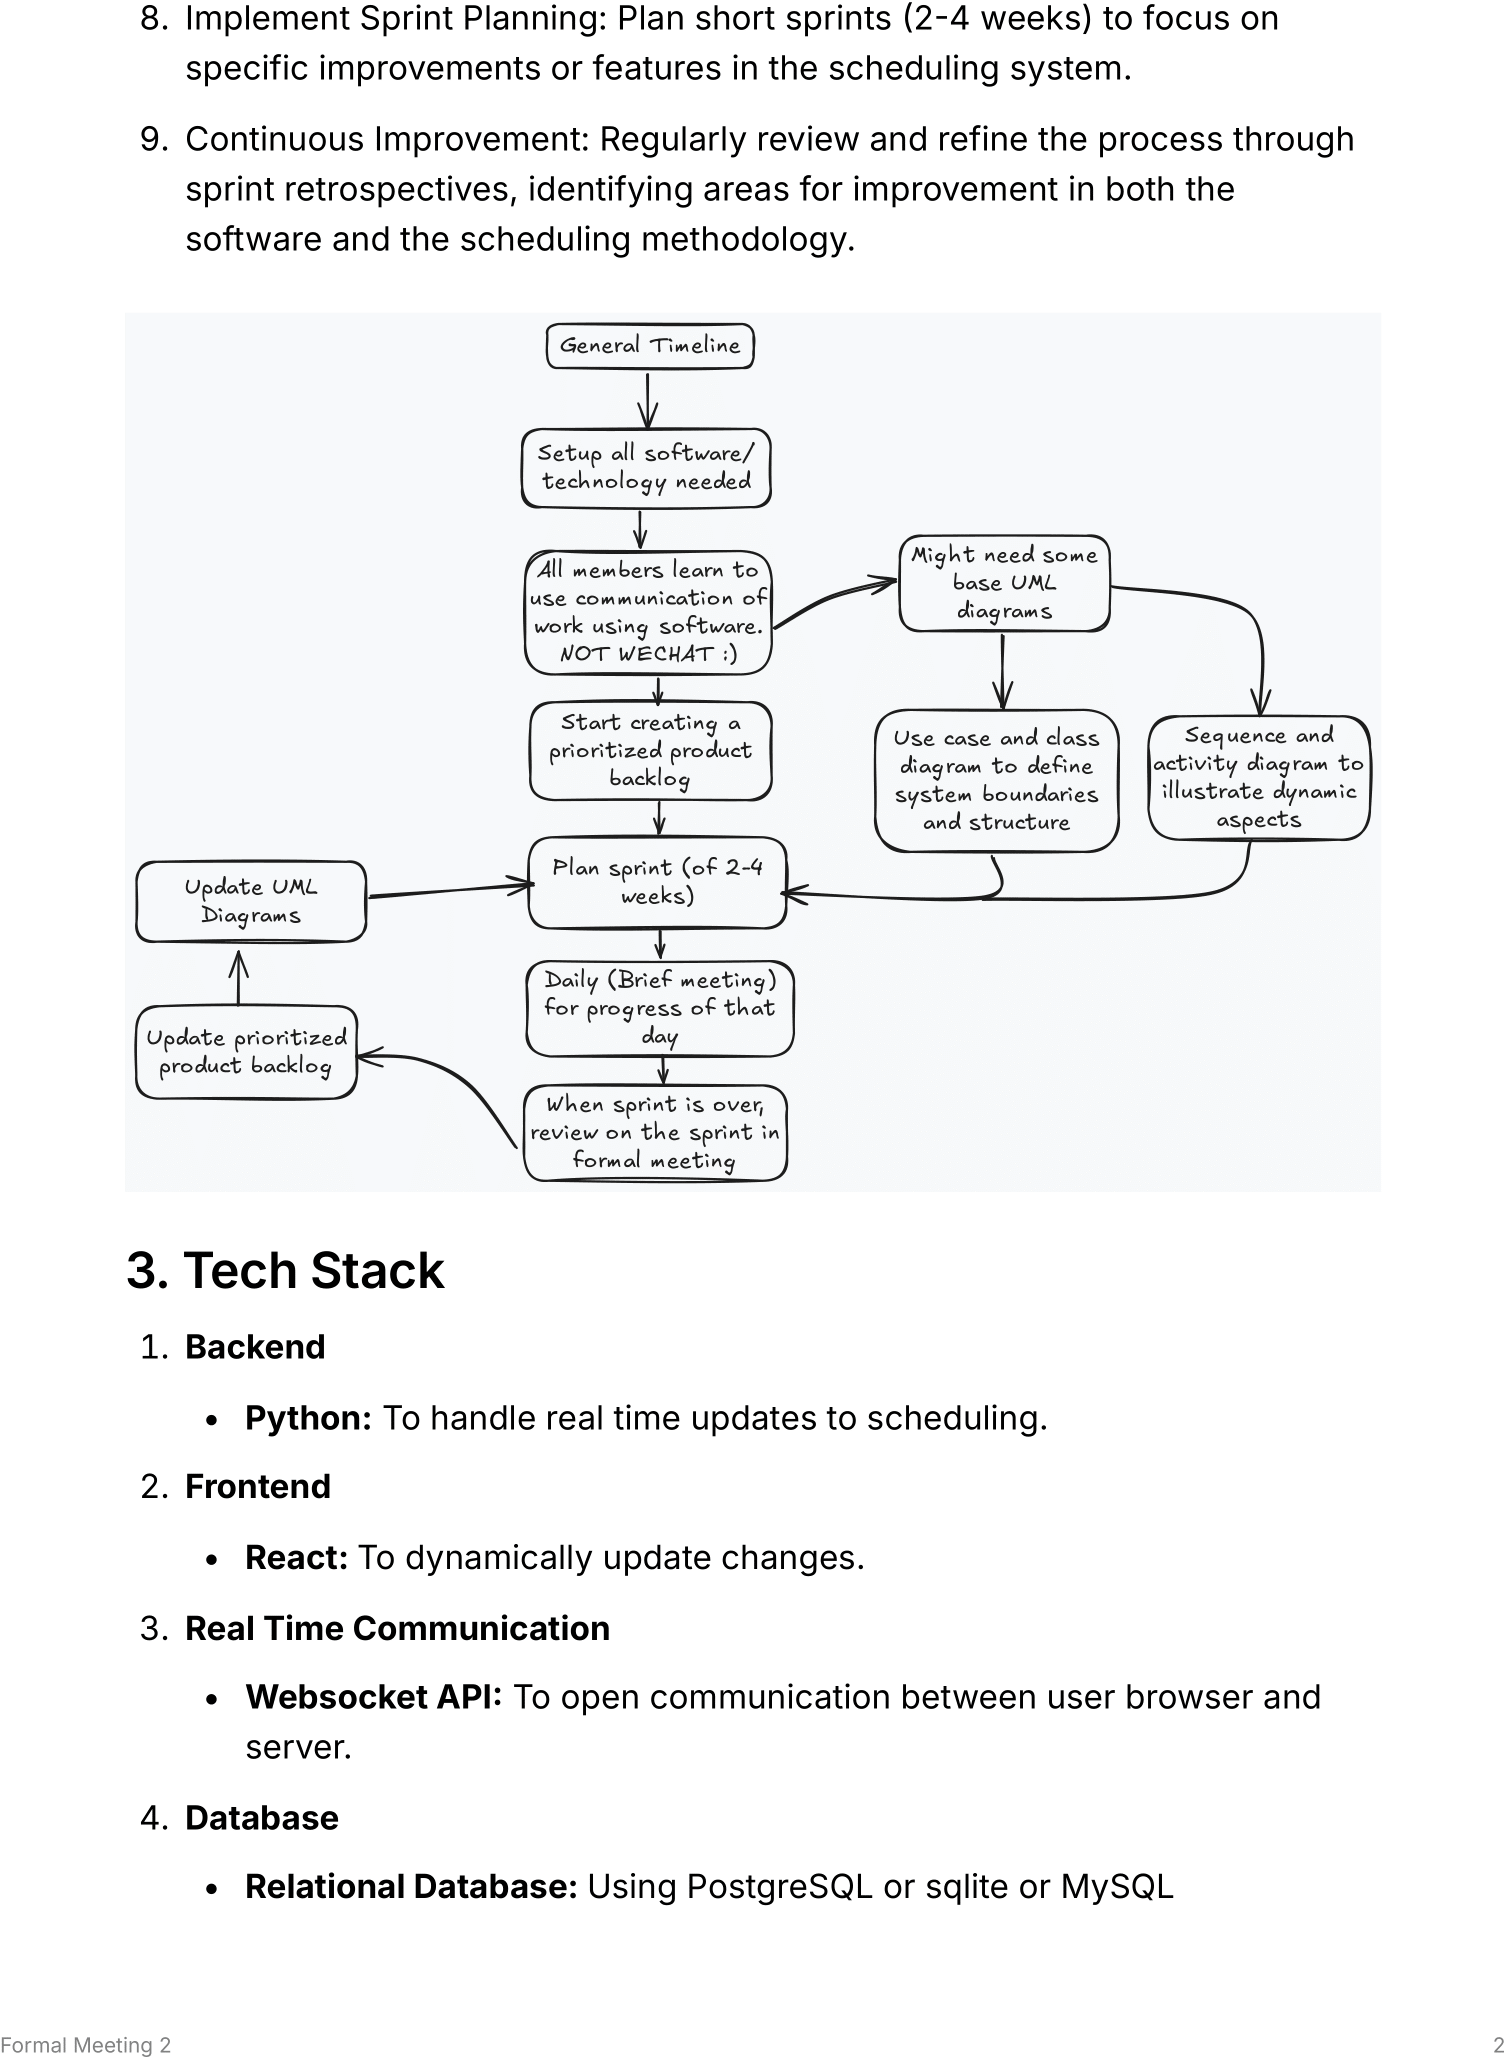 8. Implement Sprint Planning: Plan short sprints (2-4 weeks) to focus on
specific improvements or features in the scheduling system.
9. Continuous Improvement: Regularly review and refine the process through
sprint retrospectives, identifying areas for improvement in both the
software and the scheduling methodology.
General Timeline
Setup all software/
technology needed
All members learn to
use communication of
work using software.
NOT WECHAT :)
Might need some
base UML
diagrams
Start creating a
prioritized product
backlog
Use case and class
diagram to define
system boundaries
and structure
Sequence and
activity diagram to
illustrate dynamic
aspects
Plan sprint (of 2-4
weeks)
Update UML
Diagrams
Daily (Brief meeting)
for progress of that
day
Update prioritized
product backlog
When sprint is over,
review on the sprint in
formal meeting
3. Tech Stack
1. Backend
• Python: To handle real time updates to scheduling.
2. Frontend
• React: To dynamically update changes.
3. Real Time Communication
• Websocket API: To open communication between user browser and
server.
4. Database
• Relational Database: Using PostgreSQL or sqlite or MySQL
Formal Meeting 2
2